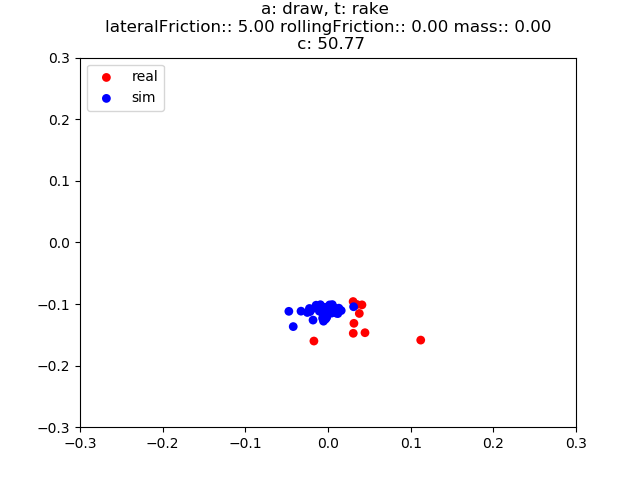 a: draw, t: rake
lateralFriction:: 5.00 rollingFriction:: 0.00 mass:: 0.00
c: 50.77
real
sim
0.3
0.2
0.1
0.0
−0.1
−0.2
−0.3
−0.3 −0.2 −0.1 0.0 0.1 0.2 0.3